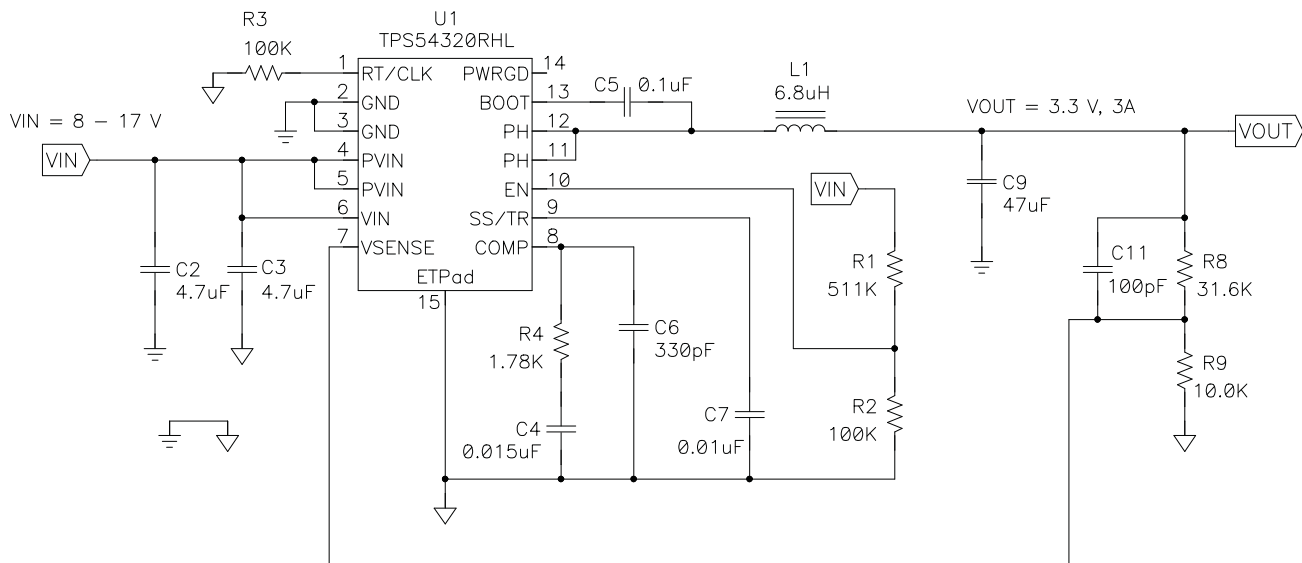 R3
100K
U1
TPS54320RHL
1
RT/CLK
PWRGD
14
2
GND
BOOT
13
3
GND
PH
12
4
PVIN
PH
11
5
PVIN
EN
10
6
VIN
SS/TR
9
7
VSENSE
COMP
8
ETPad
15
VIN = 8 – 17 V
VIN
C2
4.7uF
C3
4.7uF
C5
0.1uF
L1
6.8uH
VOUT = 3.3 V, 3A
VOUT
VIN
C9
47uF
R1
511K
C11
100pF
R8
31.6K
R4
1.78K
C6
330pF
R9
10.0K
C4
0.015uF
C7
0.01uF
R2
100K